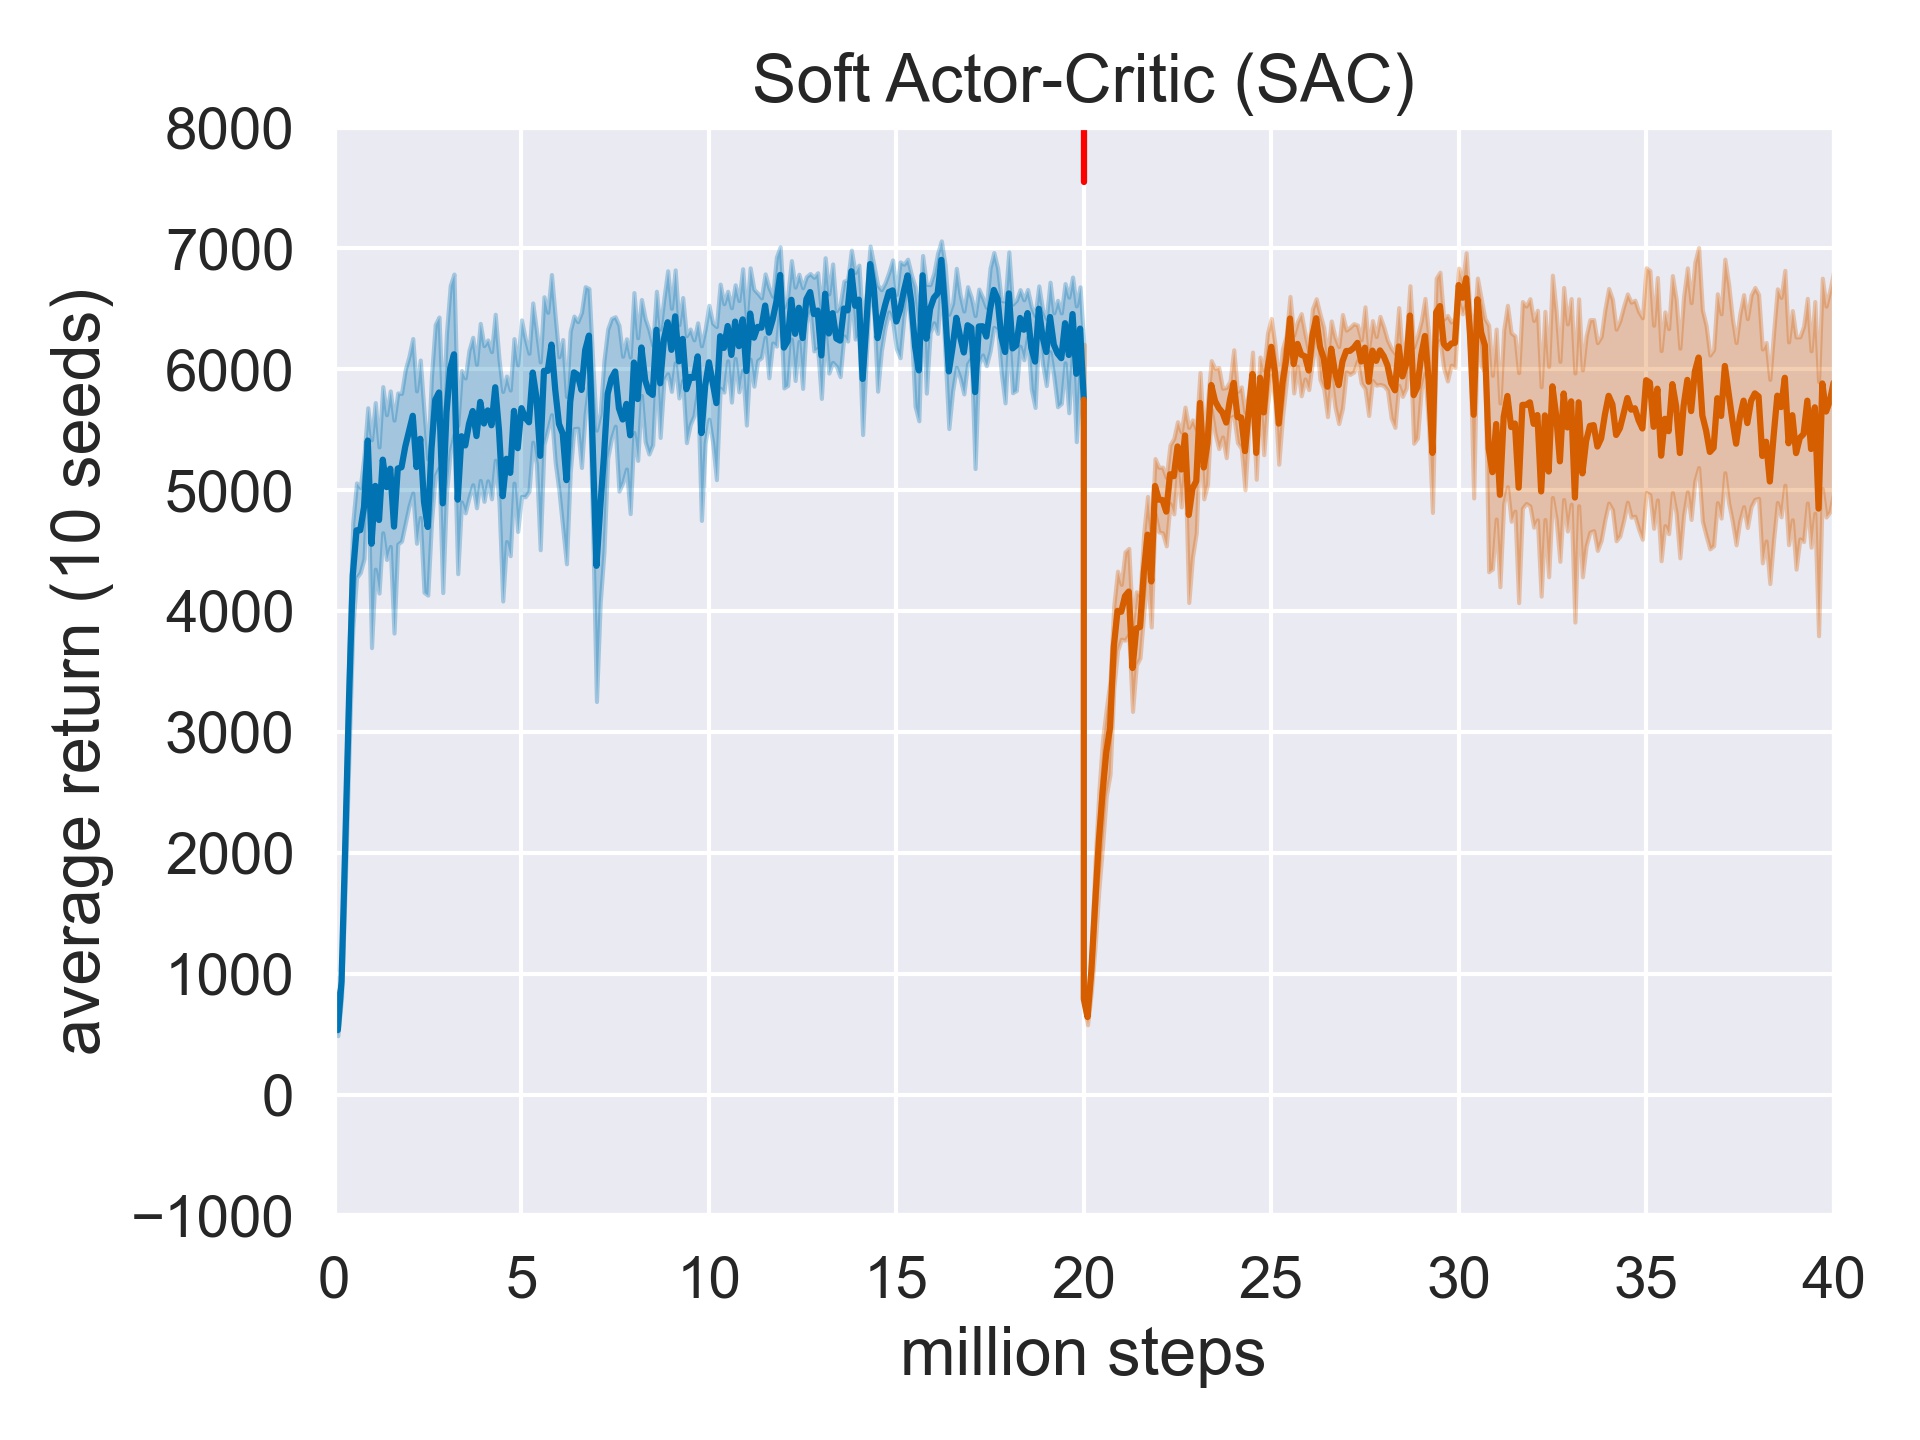 Soft Actor-Critic (SAC)
8000
7000
6000
5000
4000
3000
2000
1000
0
−1000
average return (10 seeds)
0 5 10 15 20 25 30 35 40
million steps